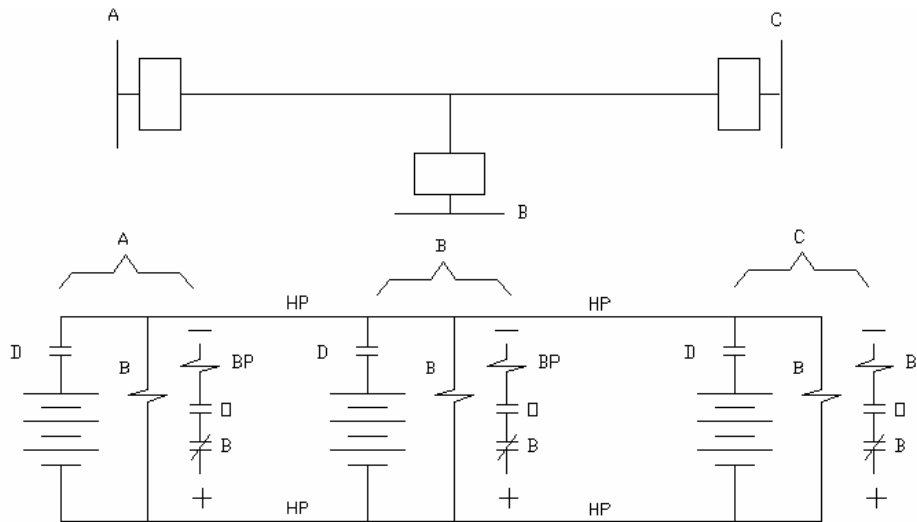 A C
B
A B C
HP HP
D B BP D B BP D B B
O O O
B B B
+ + +
HP HP